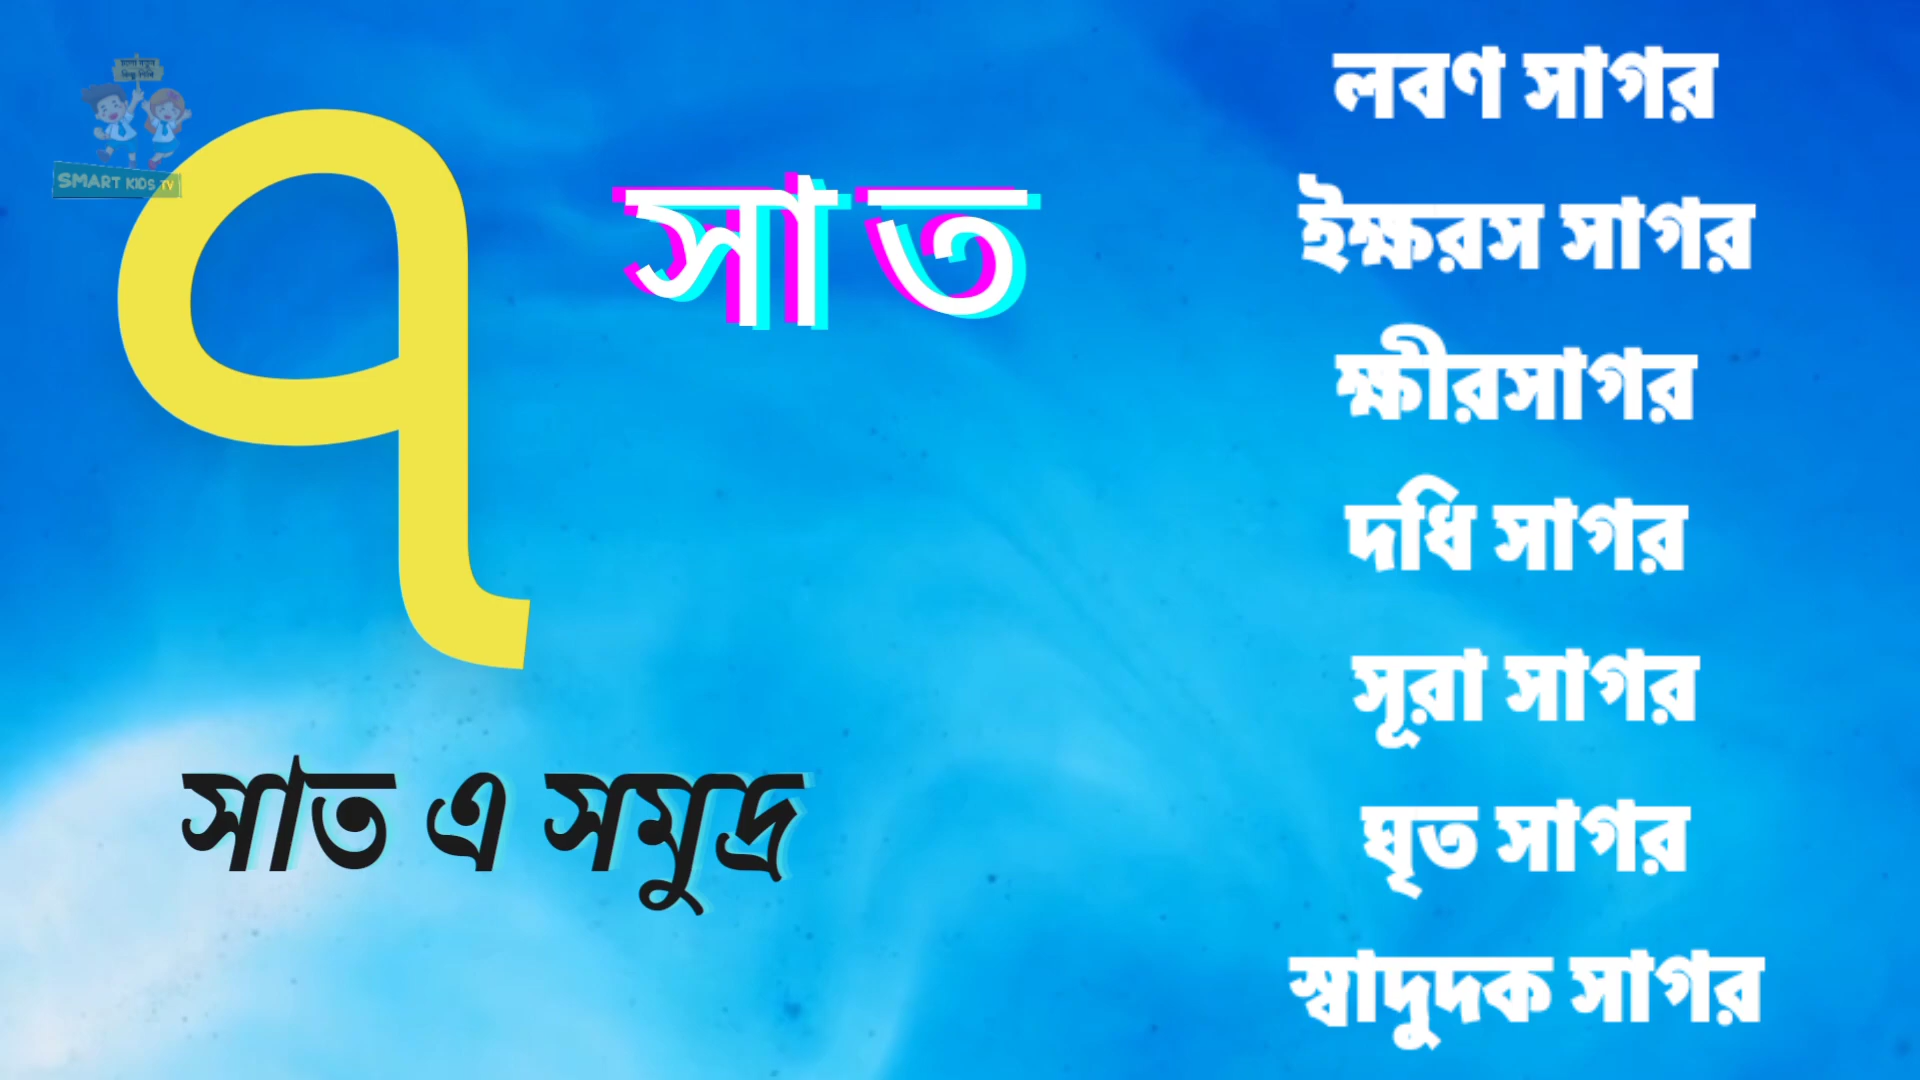 ৭
সাত
সাত এ সমুদ্র
লবণ সাগর
ইক্ষরস সাগর
ক্ষীরসাগর
দধি সাগর
সূরা সাগর
ঘৃত সাগর
স্বাদুদক সাগর
SMART KIDS TV